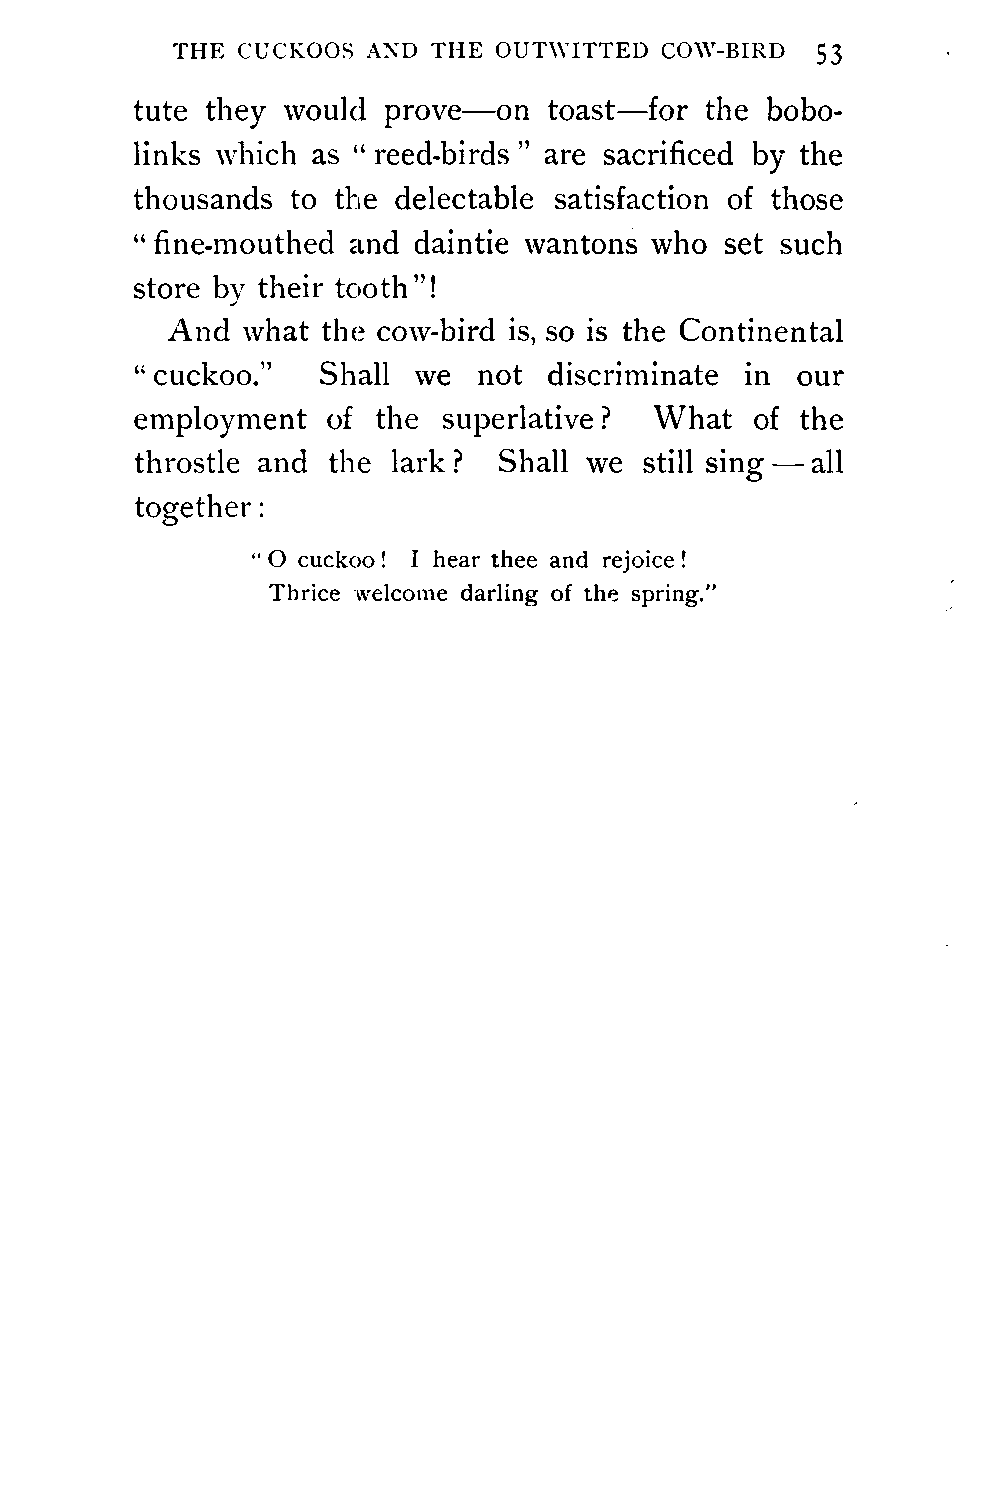 THE CUCKOOS AND THE OUTWITTED COW-BIRD 53
tute they would prove—on toast—for the bobo-
links which as "reed-birds" are sacrificed by the
thousands to the delectable satisfaction of those
"fine-mouthed and daintie wantons who set such
store by their tooth"!
And what the cow-bird is, so is the Continental
"cuckoo." Shall we not discriminate in our
employment of the superlative? What of the
throstle and the lark? Shall we still sing—all
together:
"O cuckoo! I hear thee and rejoice!
Thrice welcome darling of the spring."